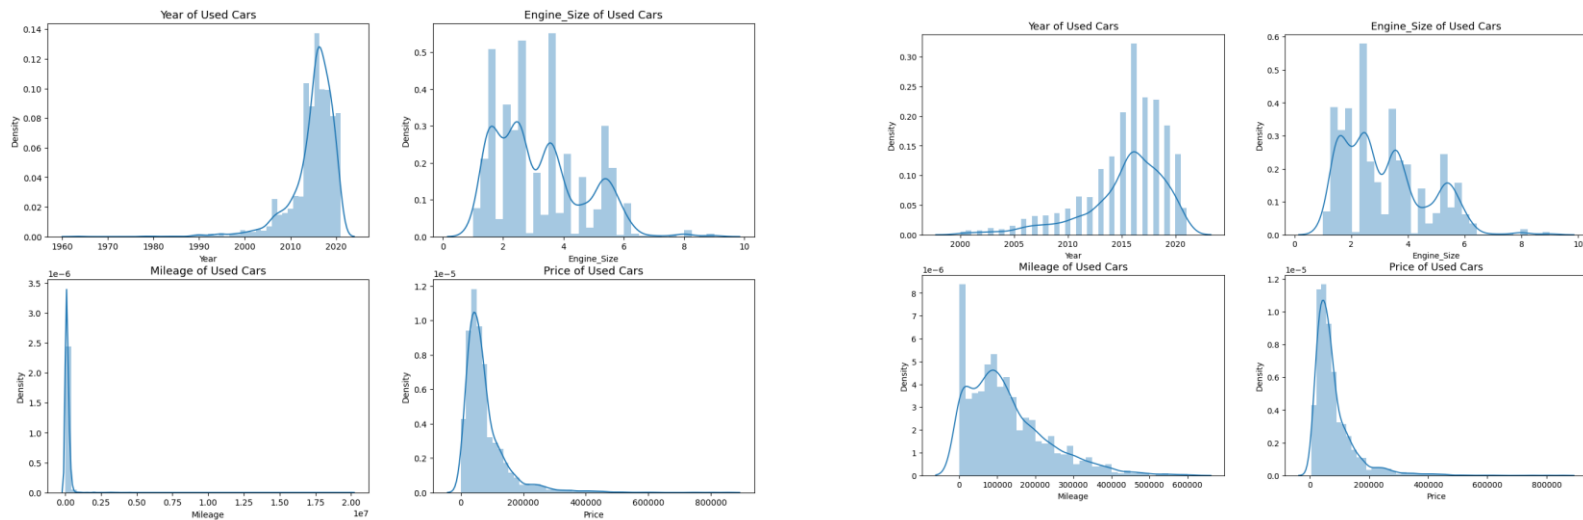 Year of Used Cars
0.14
0.12
0.10
0.08
0.06
0.04
0.02
0.00
Density
1960 1970 1980 1990 2000 2010 2020
Year
Engine_Size of Used Cars
0.5
0.4
0.3
0.2
0.1
0.0
Density
0 2 4 6 8 10
Engine_Size
Mileage of Used Cars
1e−6
3.5
3.0
2.5
2.0
1.5
1.0
0.5
0.0
Density
0.00 0.25 0.50 0.75 1.00 1.25 1.50 1.75 2.00
1e7
Mileage
Price of Used Cars
1e−5
1.2
1.0
0.8
0.6
0.4
0.2
0.0
Density
0 200000 400000 600000 800000
Price
Year of Used Cars
0.30
0.25
0.20
0.15
0.10
0.05
0.00
Density
2000 2005 2010 2015 2020
Year
Engine_Size of Used Cars
0.6
0.5
0.4
0.3
0.2
0.1
0.0
Density
0 2 4 6 8 10
Engine_Size
Mileage of Used Cars
1e−6
8
7
6
5
4
3
2
1
0
Density
0 100000 200000 300000 400000 500000 600000
Mileage
Price of Used Cars
1e−5
1.2
1.0
0.8
0.6
0.4
0.2
0.0
Density
0 200000 400000 600000 800000
Price